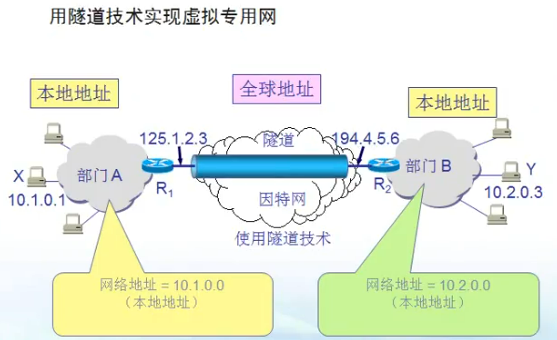 用隧道技术实现虚拟专用网
本地地址
全球地址
本地地址
125.1.2.3
隧道
194.4.5.6
部门 A
R1
X
10.1.0.1
因特网
使用隧道技术
R2
部门 B
Y
10.2.0.3
网络地址 = 10.1.0.0
（本地地址）
网络地址 = 10.2.0.0
（本地地址）